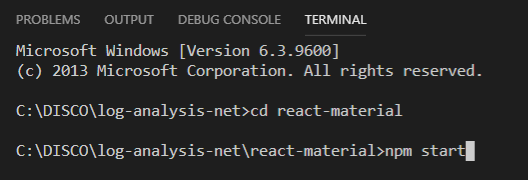 PROBLEMS OUTPUT DEBUG CONSOLE TERMINAL
Microsoft Windows [Version 6.3.9600]
(c) 2013 Microsoft Corporation. All rights reserved.
C:\DISCO\log-analysis-net>cd react-material
C:\DISCO\log-analysis-net\react-material>npm start